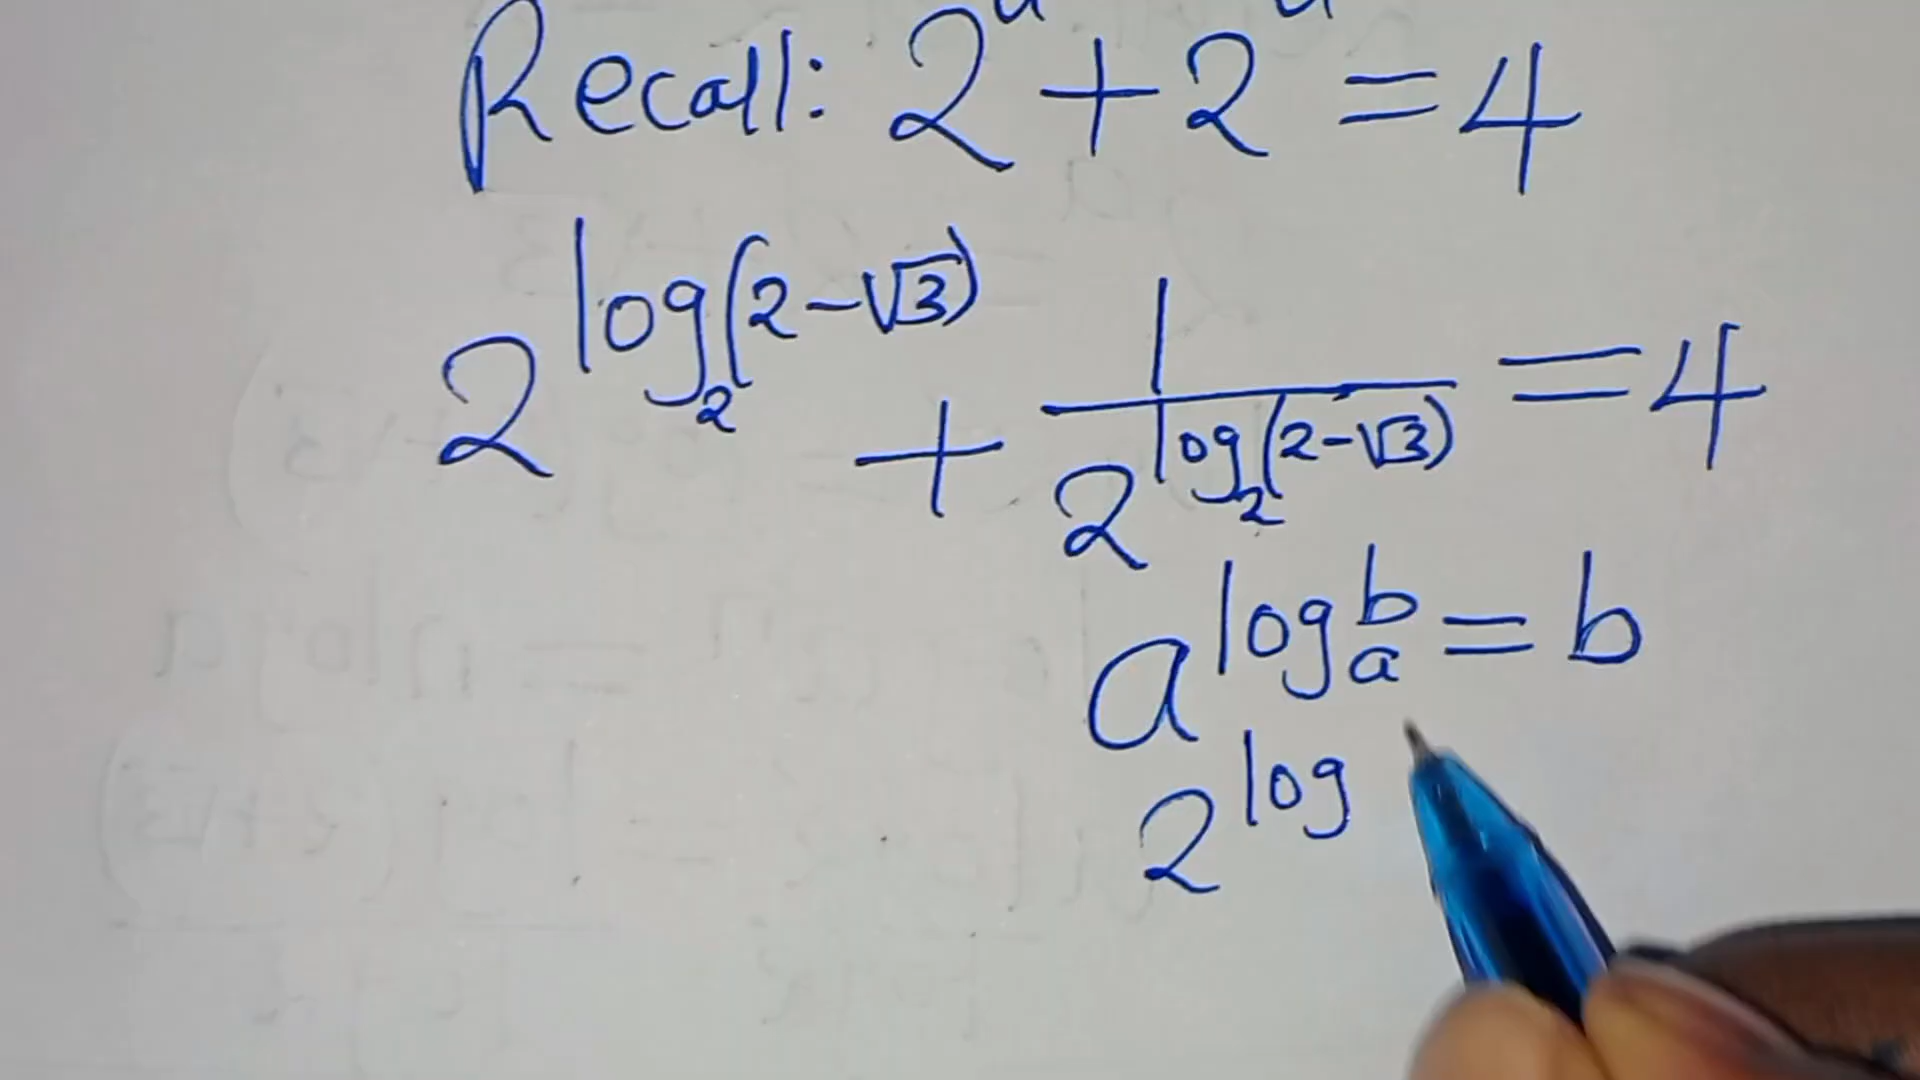 Recall: 2 + 2 = 4
2^log₂(2-√3) + 1/2^log₂(2-√3) = 4
a^logₐb = b
2^log